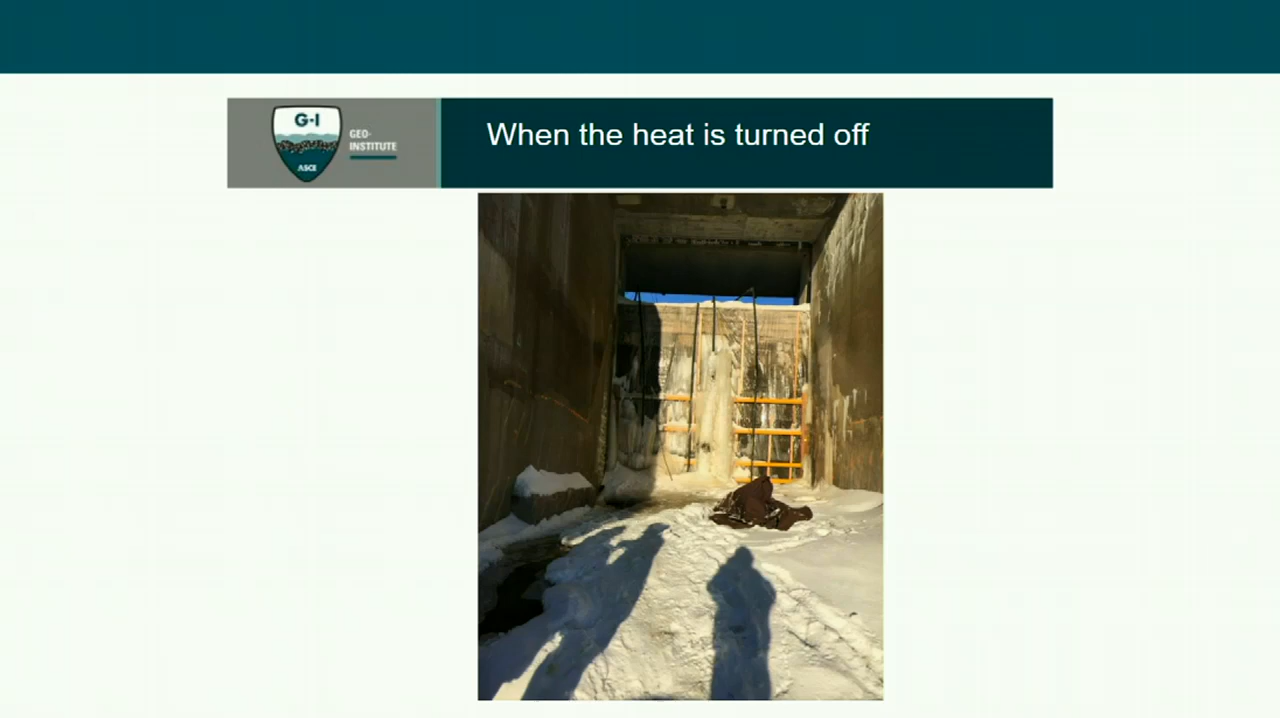 G-I
GEO-
INSTITUTE
ASCE
When the heat is turned off